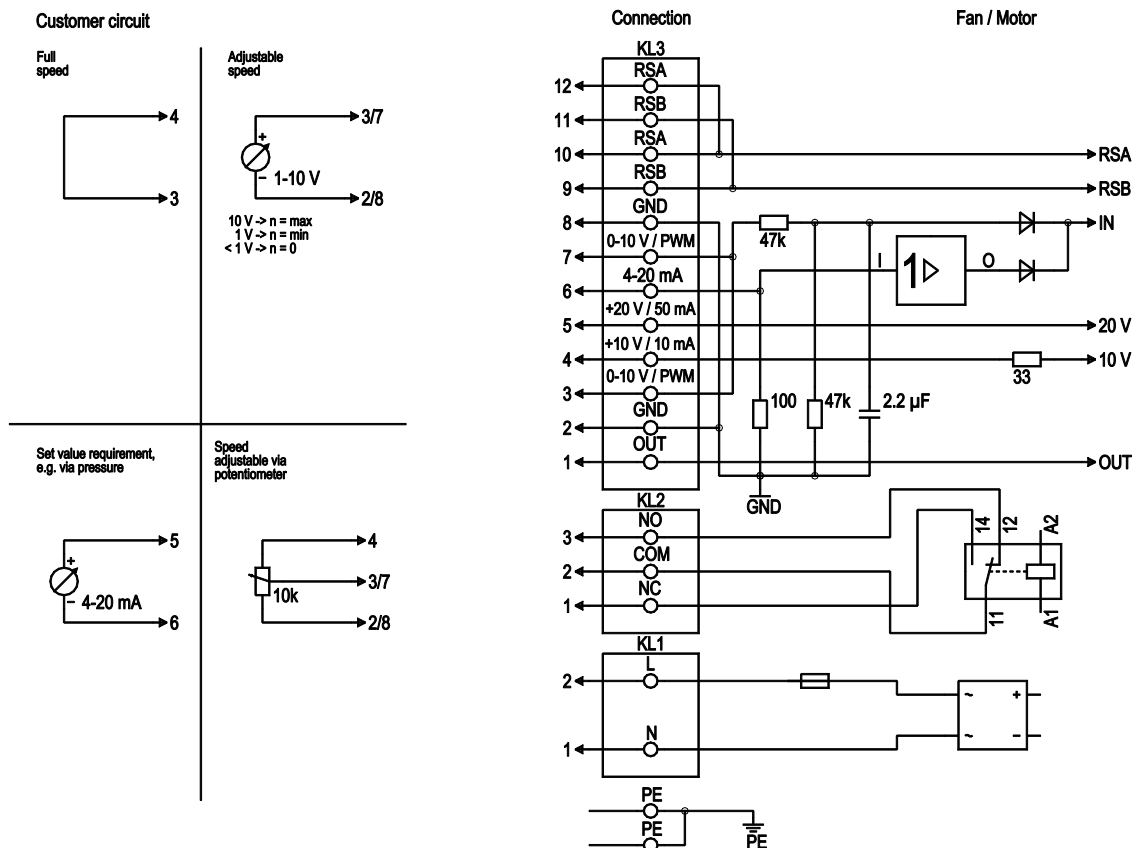 Customer circuit
Full
speed
4
3
Adjustable
speed
3/7
+
− 1-10 V
2/8
10 V -> n = max
1 V -> n = min
< 1 V -> n = 0
Set value requirement,
e.g. via pressure
5
+
− 4-20 mA
6
Speed
adjustable via
potentiometer
4
3/7
10k
2/8
Connection
Fan / Motor
KL3
RSA
12
RSB
11
RSA
10
RSA
RSB
9
RSB
GND
8
47k
IN
0-10 V / PWM
7
I
1
O
4-20 mA
6
+20 V / 50 mA
5
20 V
+10 V / 10 mA
4
33
10 V
0-10 V / PWM
3
100
47k
2.2 µF
GND
2
OUT
1
OUT
GND
KL2
NO
3
14
12
A2
COM
2
NC
1
11
A1
KL1
L
2
~
+
N
1
~
−
PE
PE
PE